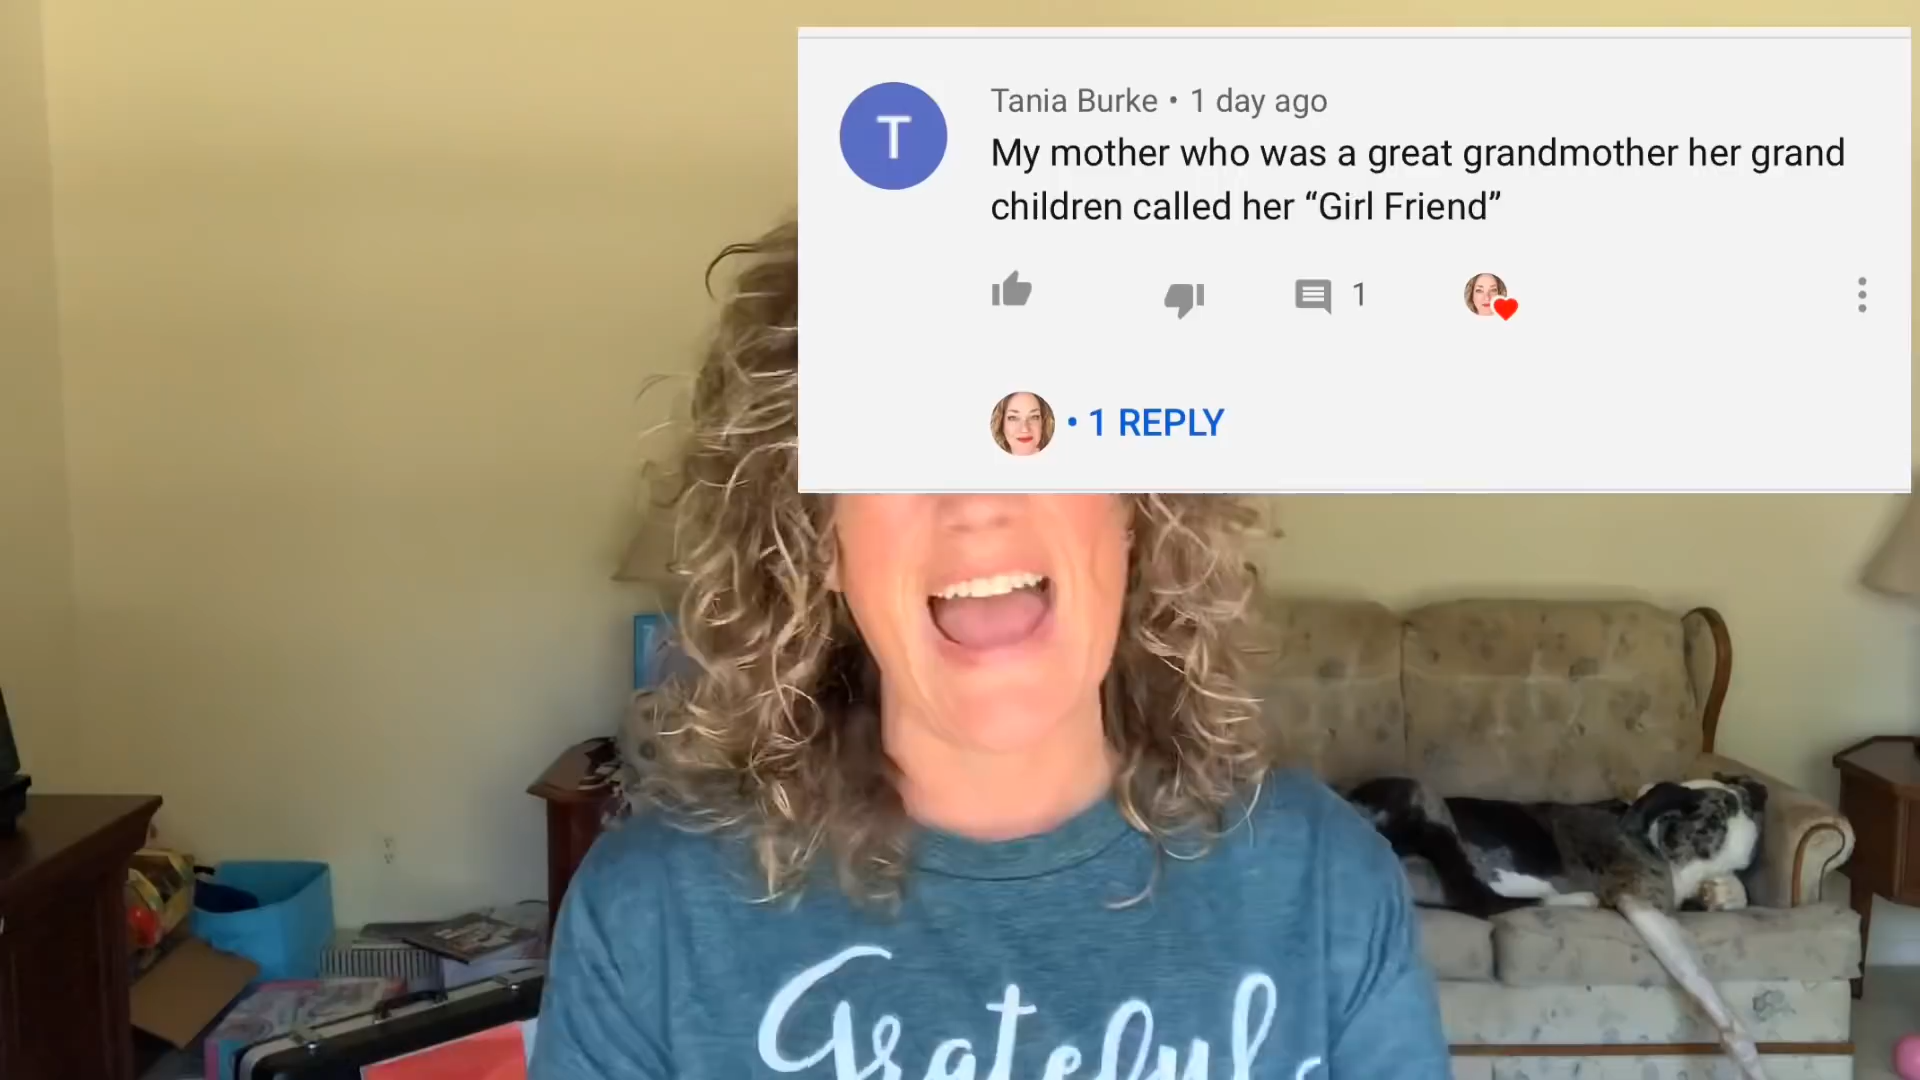 T
Tania Burke • 1 day ago
My mother who was a great grandmother her grand
children called her “Girl Friend”
1
• 1 REPLY
Grateful